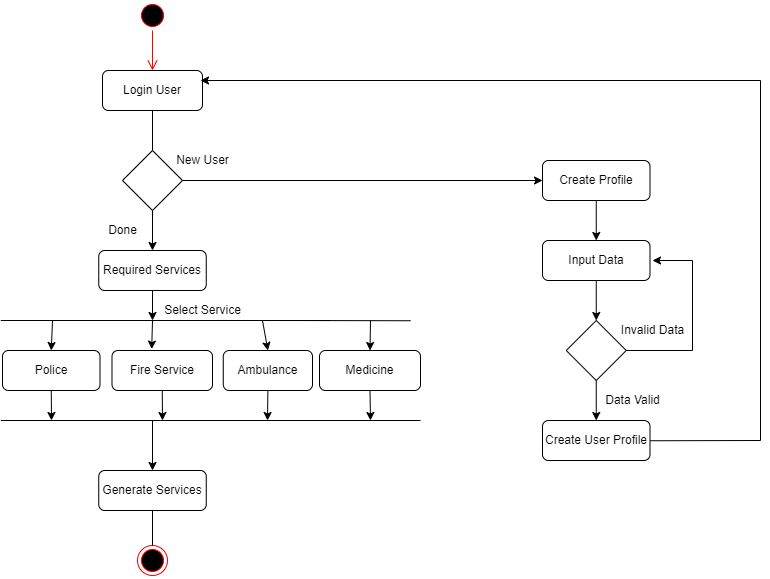 Login User
New User
Create Profile
Done
Required Services
Input Data
Select Service
Invalid Data
Police
Fire Service
Ambulance
Medicine
Data Valid
Create User Profile
Generate Services